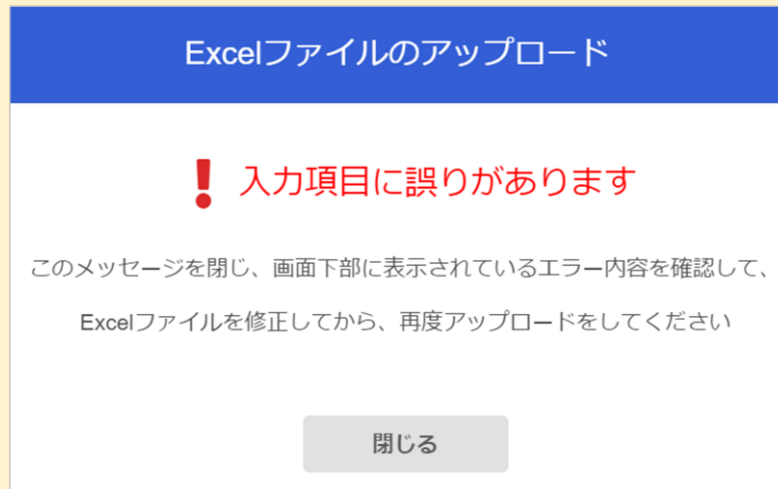 Excelファイルのアップロード
入力項目に誤りがあります
このメッセージを閉じ、画面下部に表示されているエラー内容を確認して、
Excelファイルを修正してから、再度アップロードをしてください
閉じる